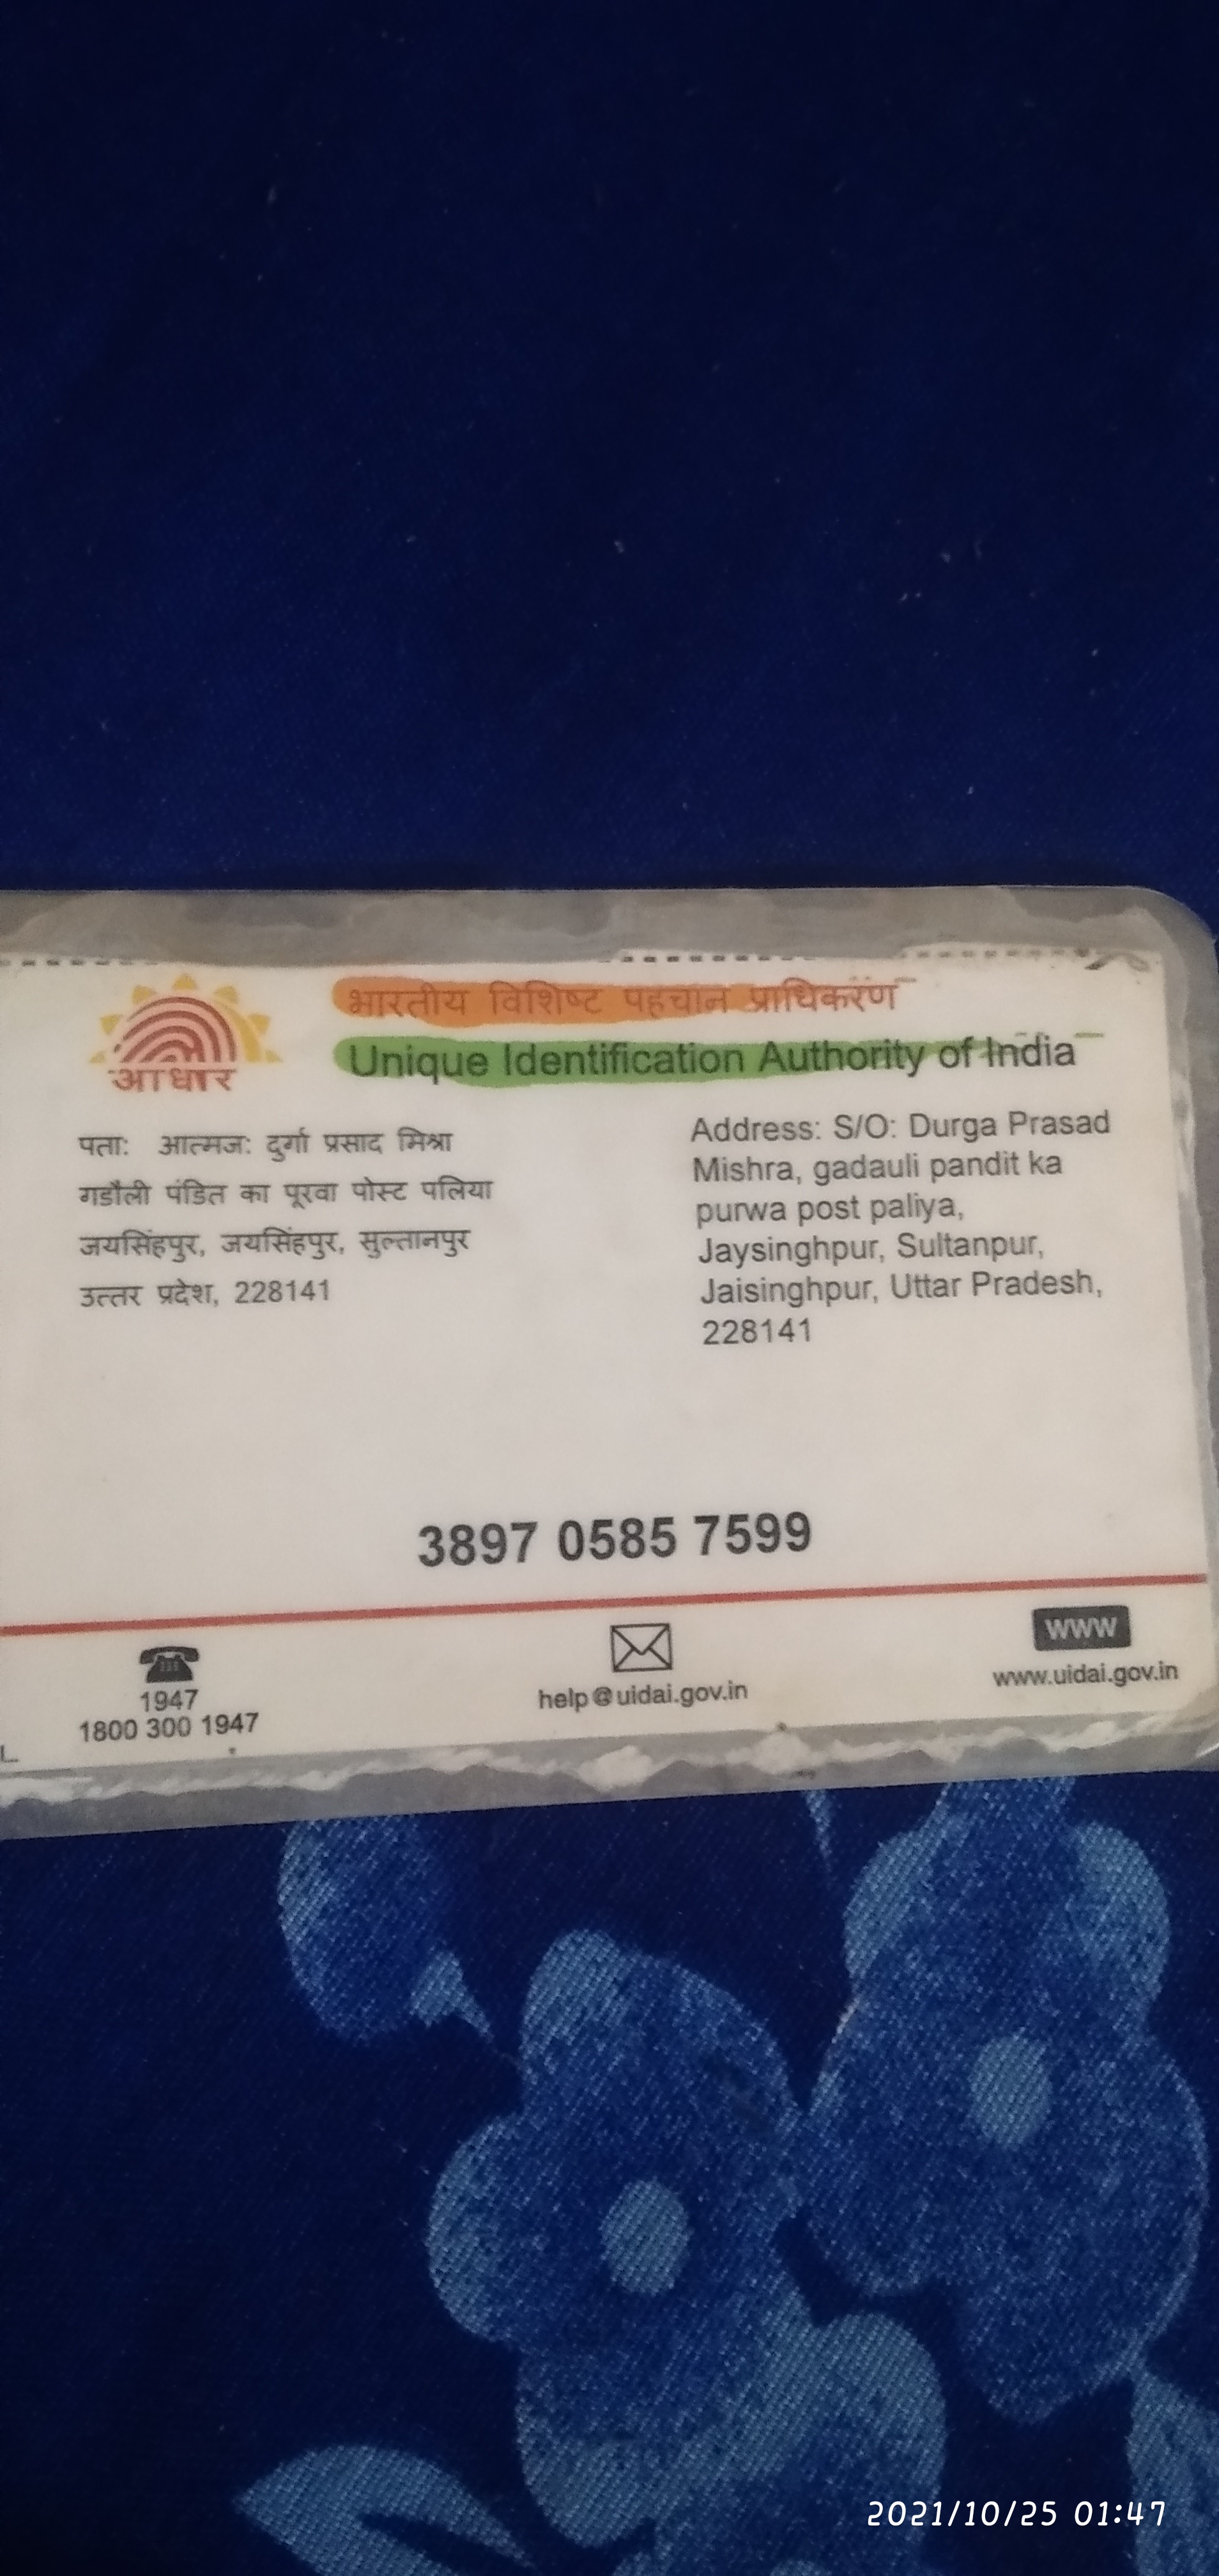 भारतीय विशिष्ट पहचान प्राधिकरण
Unique Identification Authority of India
आधार
पता: आत्मज: दुर्गा प्रसाद मिश्रा
गडौली पंडित का पूरवा पोस्ट पलिया
जयसिंहपुर, जयसिंहपुर, सुल्तानपुर
उत्तर प्रदेश, 228141
Address: S/O: Durga Prasad
Mishra, gadauli pandit ka
purwa post paliya,
Jaysinghpur, Sultanpur,
Jaisinghpur, Uttar Pradesh,
228141
3897 0585 7599
1947
1800 300 1947
help@uidai.gov.in
www
www.uidai.gov.in
2021/10/25 01:47